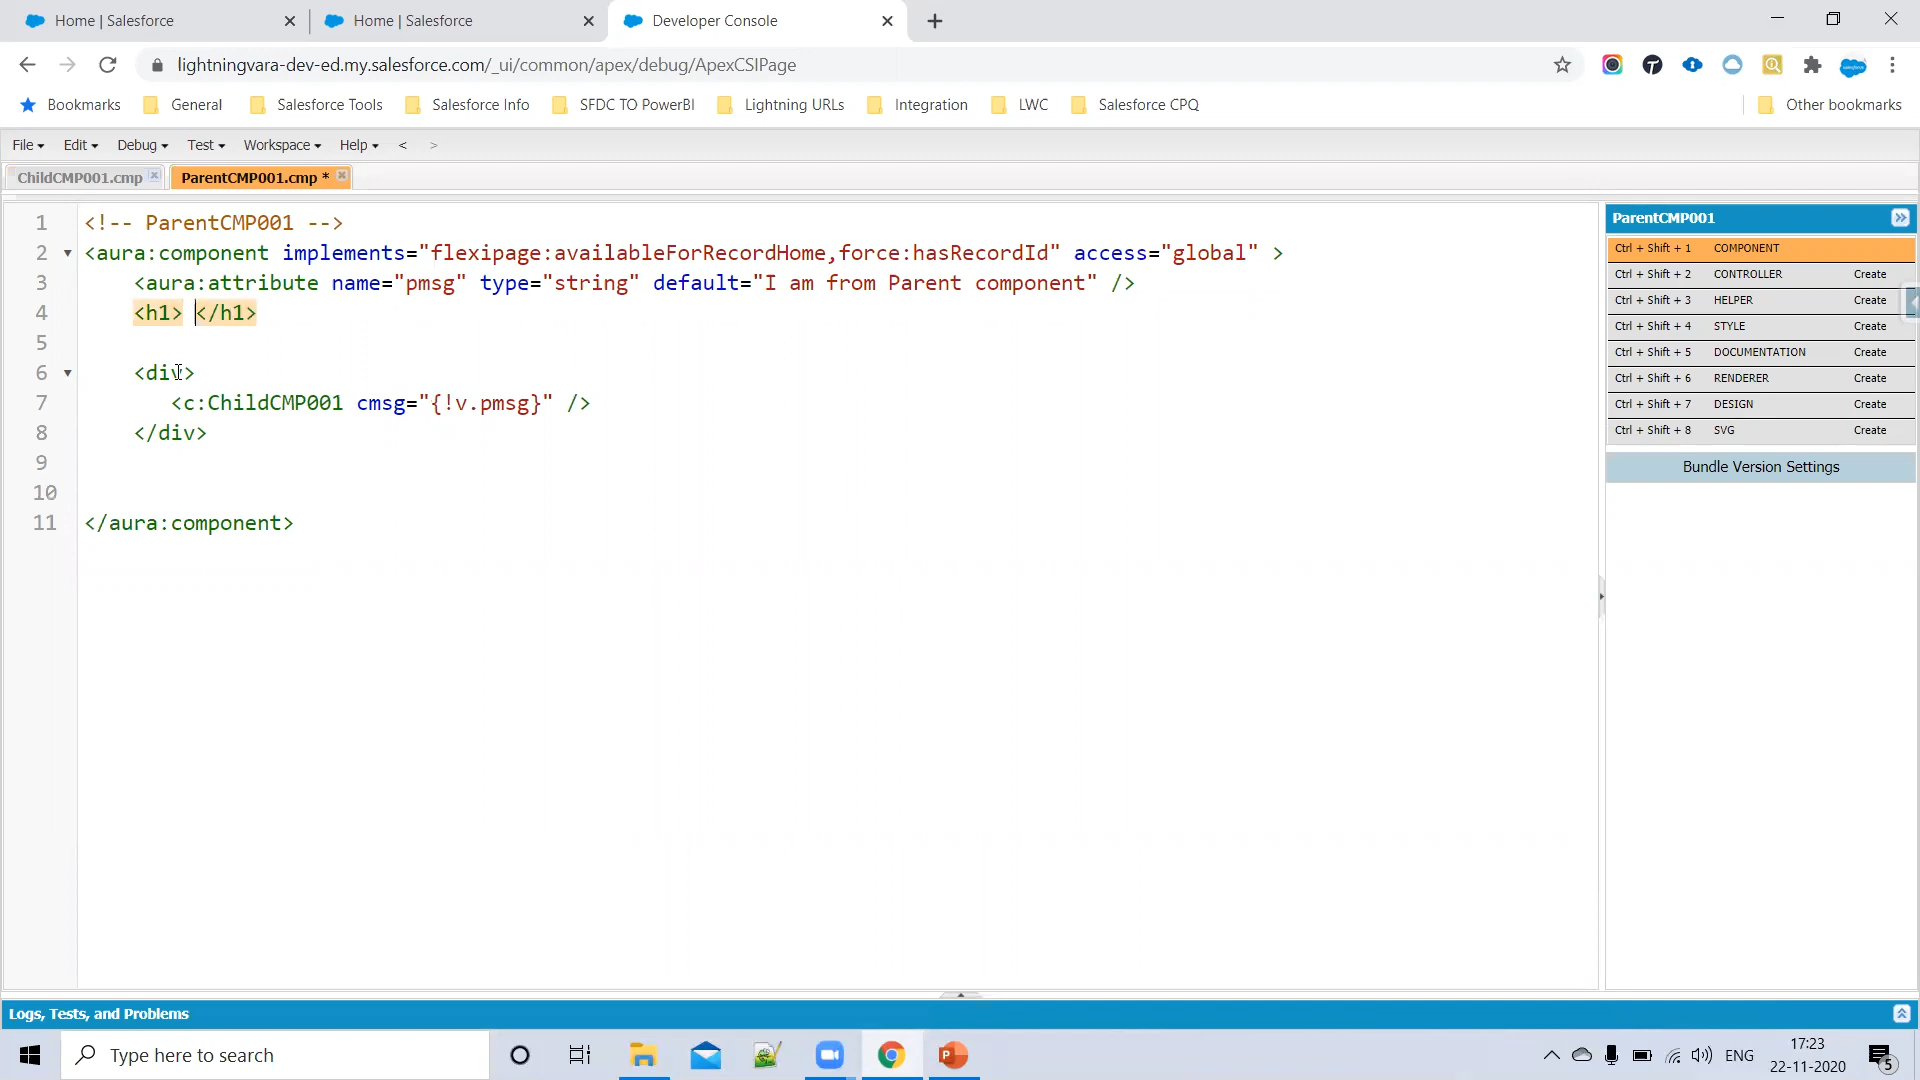 Home | Salesforce
Home | Salesforce
Developer Console
lightningvara-dev-ed.my.salesforce.com/_ui/common/apex/debug/ApexCSIPage
Bookmarks General Salesforce Tools Salesforce Info SFDC TO PowerBI Lightning URLs Integration LWC Salesforce CPQ Other bookmarks
File Edit Debug Test Workspace Help < >
ChildCMP001.cmp ParentCMP001.cmp *
1 <!-- ParentCMP001 -->
2 <aura:component implements="flexipage:availableForRecordHome,force:hasRecordId" access="global" >
3 <aura:attribute name="pmsg" type="string" default="I am from Parent component" />
4 <h1> </h1>
5
6 <div>
7 <c:ChildCMP001 cmsg="{!v.pmsg}" />
8 </div>
9
10
11 </aura:component>
ParentCMP001
Ctrl + Shift + 1 COMPONENT
Ctrl + Shift + 2 CONTROLLER Create
Ctrl + Shift + 3 HELPER Create
Ctrl + Shift + 4 STYLE Create
Ctrl + Shift + 5 DOCUMENTATION Create
Ctrl + Shift + 6 RENDERER Create
Ctrl + Shift + 7 DESIGN Create
Ctrl + Shift + 8 SVG Create
Bundle Version Settings
Logs, Tests, and Problems
Type here to search
ENG
17:23
22-11-2020
5